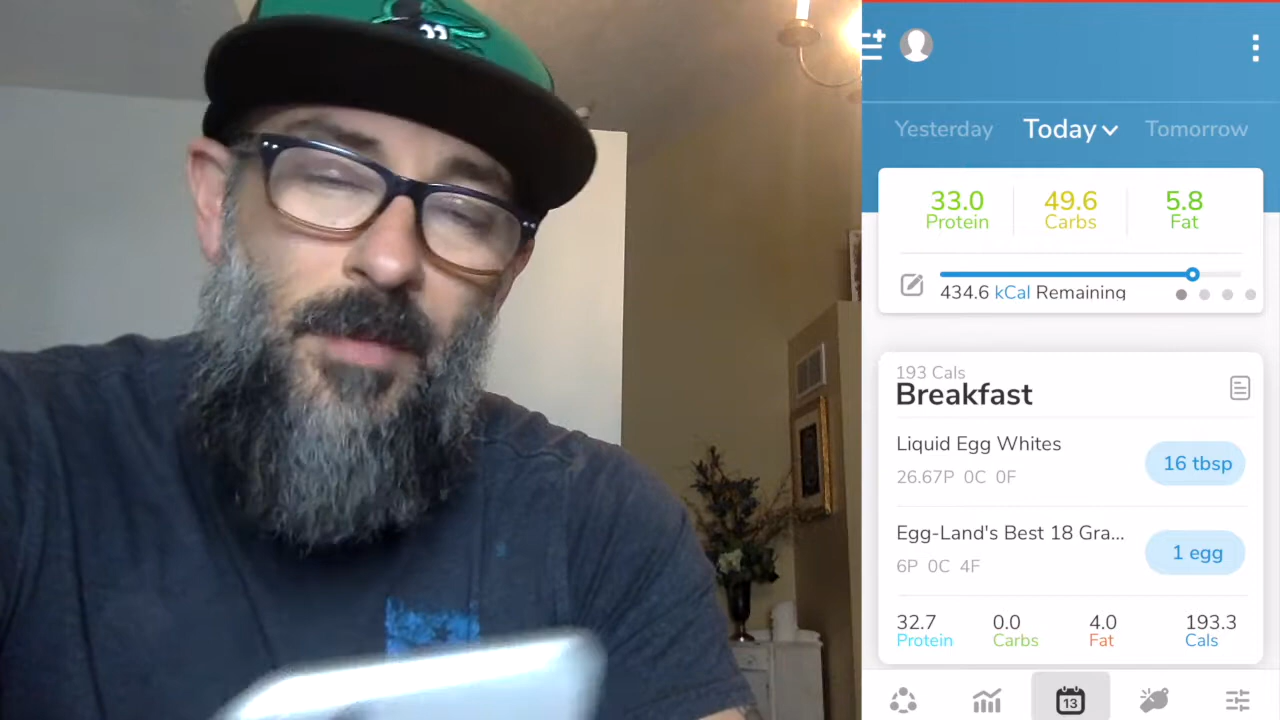 Yesterday Today Tomorrow
33.0 49.6 5.8
Protein Carbs Fat
434.6 kCal Remaining
193 Cals
Breakfast
Liquid Egg Whites
16 tbsp
26.67P 0C 0F
Egg-Land's Best 18 Gra...
1 egg
6P 0C 4F
32.7 0.0 4.0 193.3
Protein Carbs Fat Cals
13